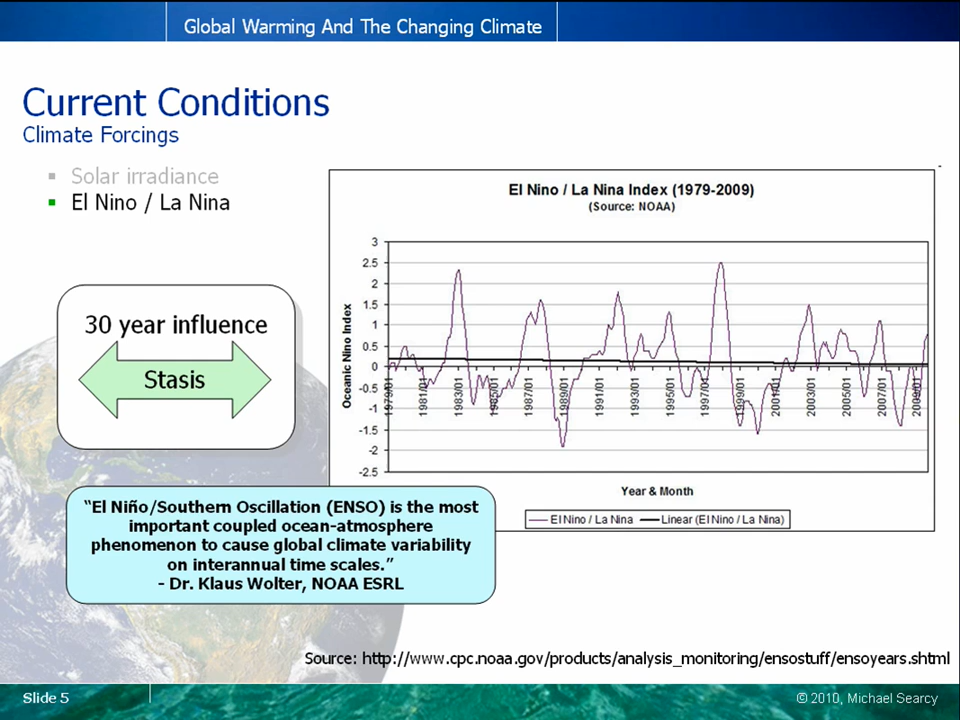 Global Warming And The Changing Climate
Current Conditions
Climate Forcings
Solar irradiance
El Nino / La Nina
30 year influence
Stasis
El Nino / La Nina Index (1979-2009)
(Source: NOAA)
Oceanic Nino Index
3
2.5
2
1.5
1
0.5
0
-0.5
-1
-1.5
-2
-2.5
1979/01
1981/01
1983/01
1985/01
1987/01
1989/01
1991/01
1993/01
1995/01
1997/01
1999/01
2001/01
2003/01
2005/01
2007/01
2009/01
Year & Month
El Nino / La Nina
Linear (El Nino / La Nina)
“El Niño/Southern Oscillation (ENSO) is the most
important coupled ocean-atmosphere
phenomenon to cause global climate variability
on interannual time scales.”
- Dr. Klaus Wolter, NOAA ESRL
Source: http://www.cpc.noaa.gov/products/analysis_monitoring/ensostuff/ensoyears.shtml
Slide 5
© 2010, Michael Searcy